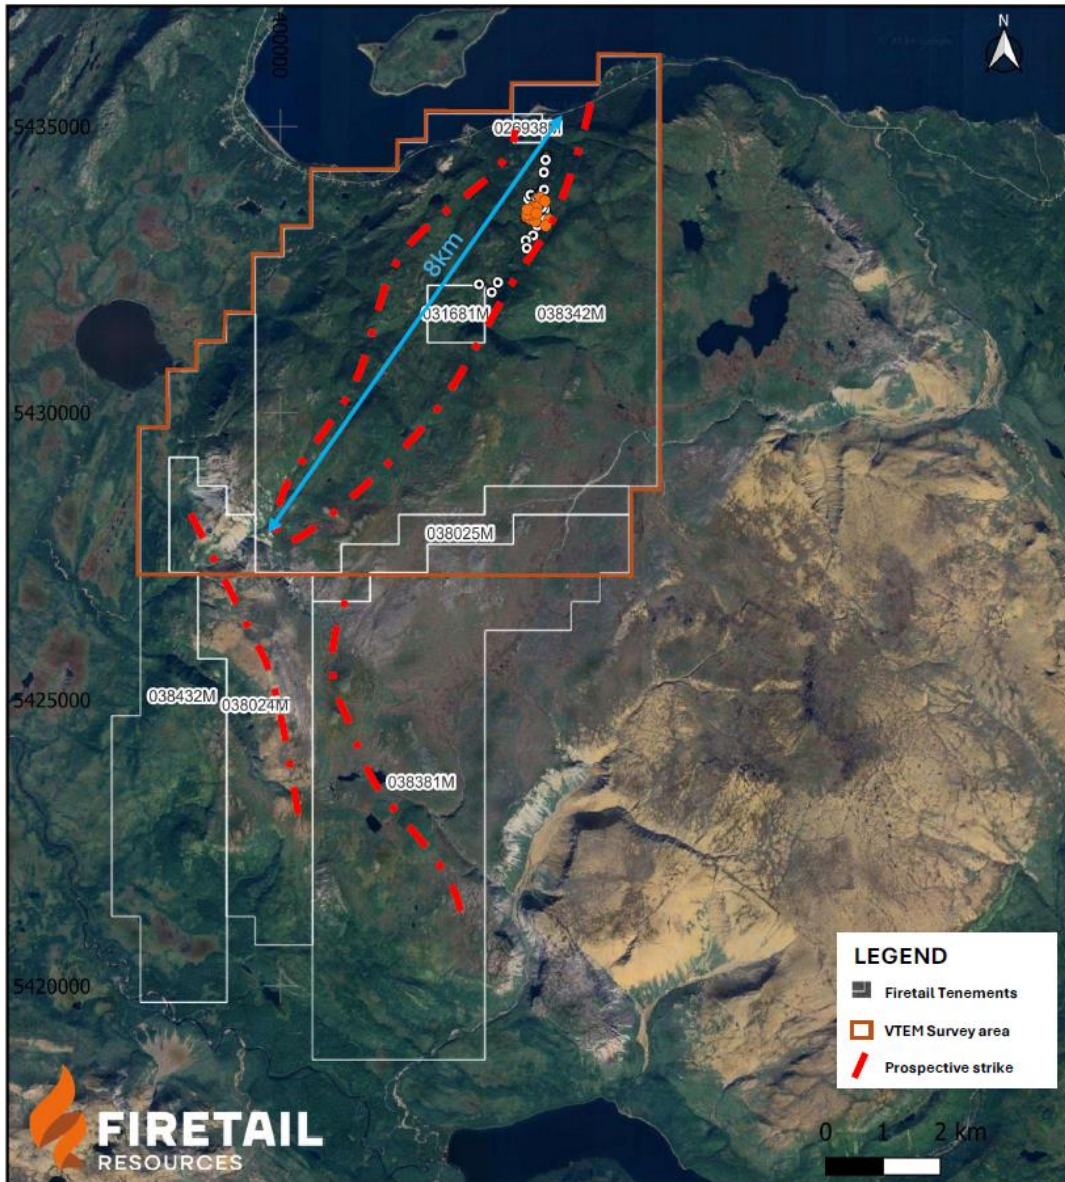 N
400000
5435000
026938M
8km
031681M
038342M
5430000
038025M
5425000
038432M
038024M
038381M
5420000
LEGEND
Firetail Tenements
VTEM Survey area
Prospective strike
FIRETAIL
RESOURCES
0 1 2 km